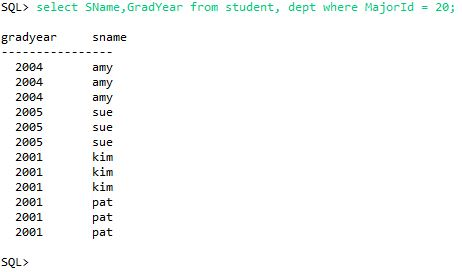 SQL> select SName,GradYear from student, dept where MajorId = 20;
gradyear     sname
----------------
  2004       amy
  2004       amy
  2004       amy
  2005       sue
  2005       sue
  2005       sue
  2001       kim
  2001       kim
  2001       kim
  2001       pat
  2001       pat
  2001       pat
SQL>